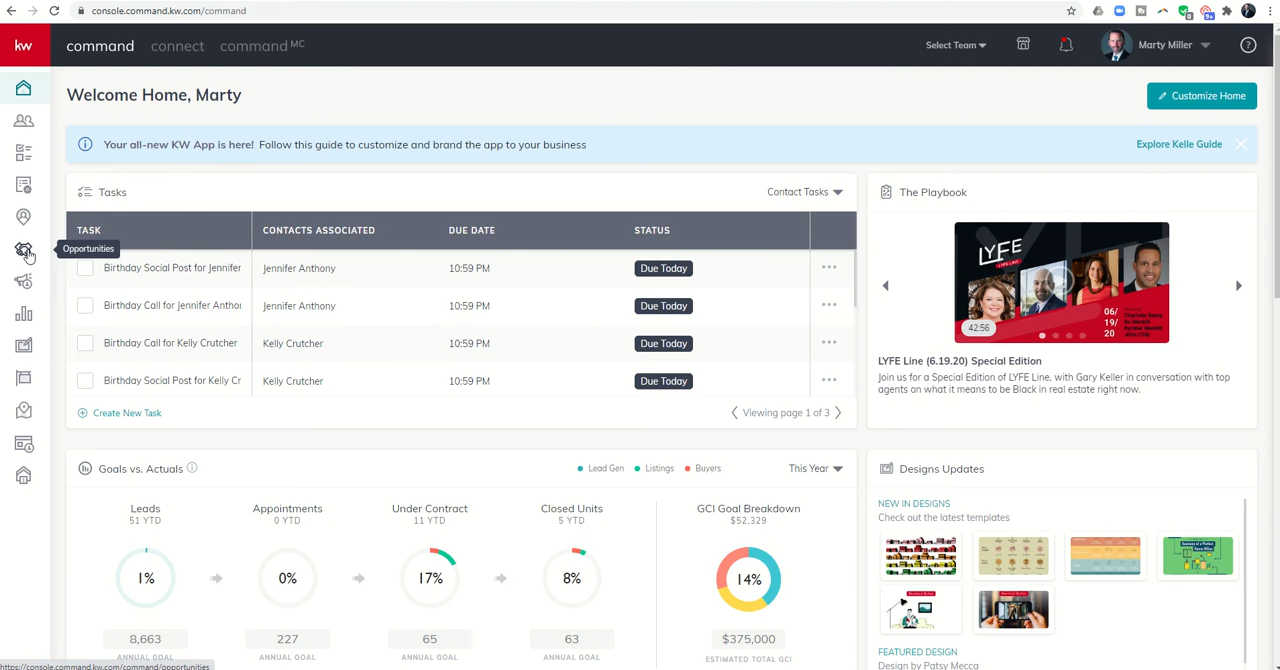 console.command.kw.com/command
kw
command
connect
command MC
Select Team
Marty Miller
Welcome Home, Marty
Customize Home
Your all-new KW App is here! Follow this guide to customize and brand the app to your business
Explore Kelle Guide
Tasks
Contact Tasks
TASK
CONTACTS ASSOCIATED
DUE DATE
STATUS
Opportunities
Birthday Social Post for Jennifer
Jennifer Anthony
10:59 PM
Due Today
Birthday Call for Jennifer Anthor
Jennifer Anthony
10:59 PM
Due Today
Birthday Call for Kelly Crutcher
Kelly Crutcher
10:59 PM
Due Today
Birthday Social Post for Kelly Cr
Kelly Crutcher
10:59 PM
Due Today
Create New Task
Viewing page 1 of 3
The Playbook
LYFE
LYFE LINE
42:56
06/
19/
20
LYFE Line (6.19.20) Special Edition
Join us for a Special Edition of LYFE Line, with Gary Keller in conversation with top
agents on what it means to be Black in real estate right now.
Goals vs. Actuals
Lead Gen
Listings
Buyers
This Year
Leads
51 YTD
1%
8,663
ANNUAL GOAL
Appointments
0 YTD
0%
227
ANNUAL GOAL
Under Contract
11 YTD
17%
65
ANNUAL GOAL
Closed Units
5 YTD
8%
63
ANNUAL GOAL
GCI Goal Breakdown
$52,329
14%
$375,000
ESTIMATED TOTAL GCI
Designs Updates
NEW IN DESIGNS
Check out the latest templates
FEATURED DESIGN
Design by Patsy Mecca
https://console.command.kw.com/command/opportunities